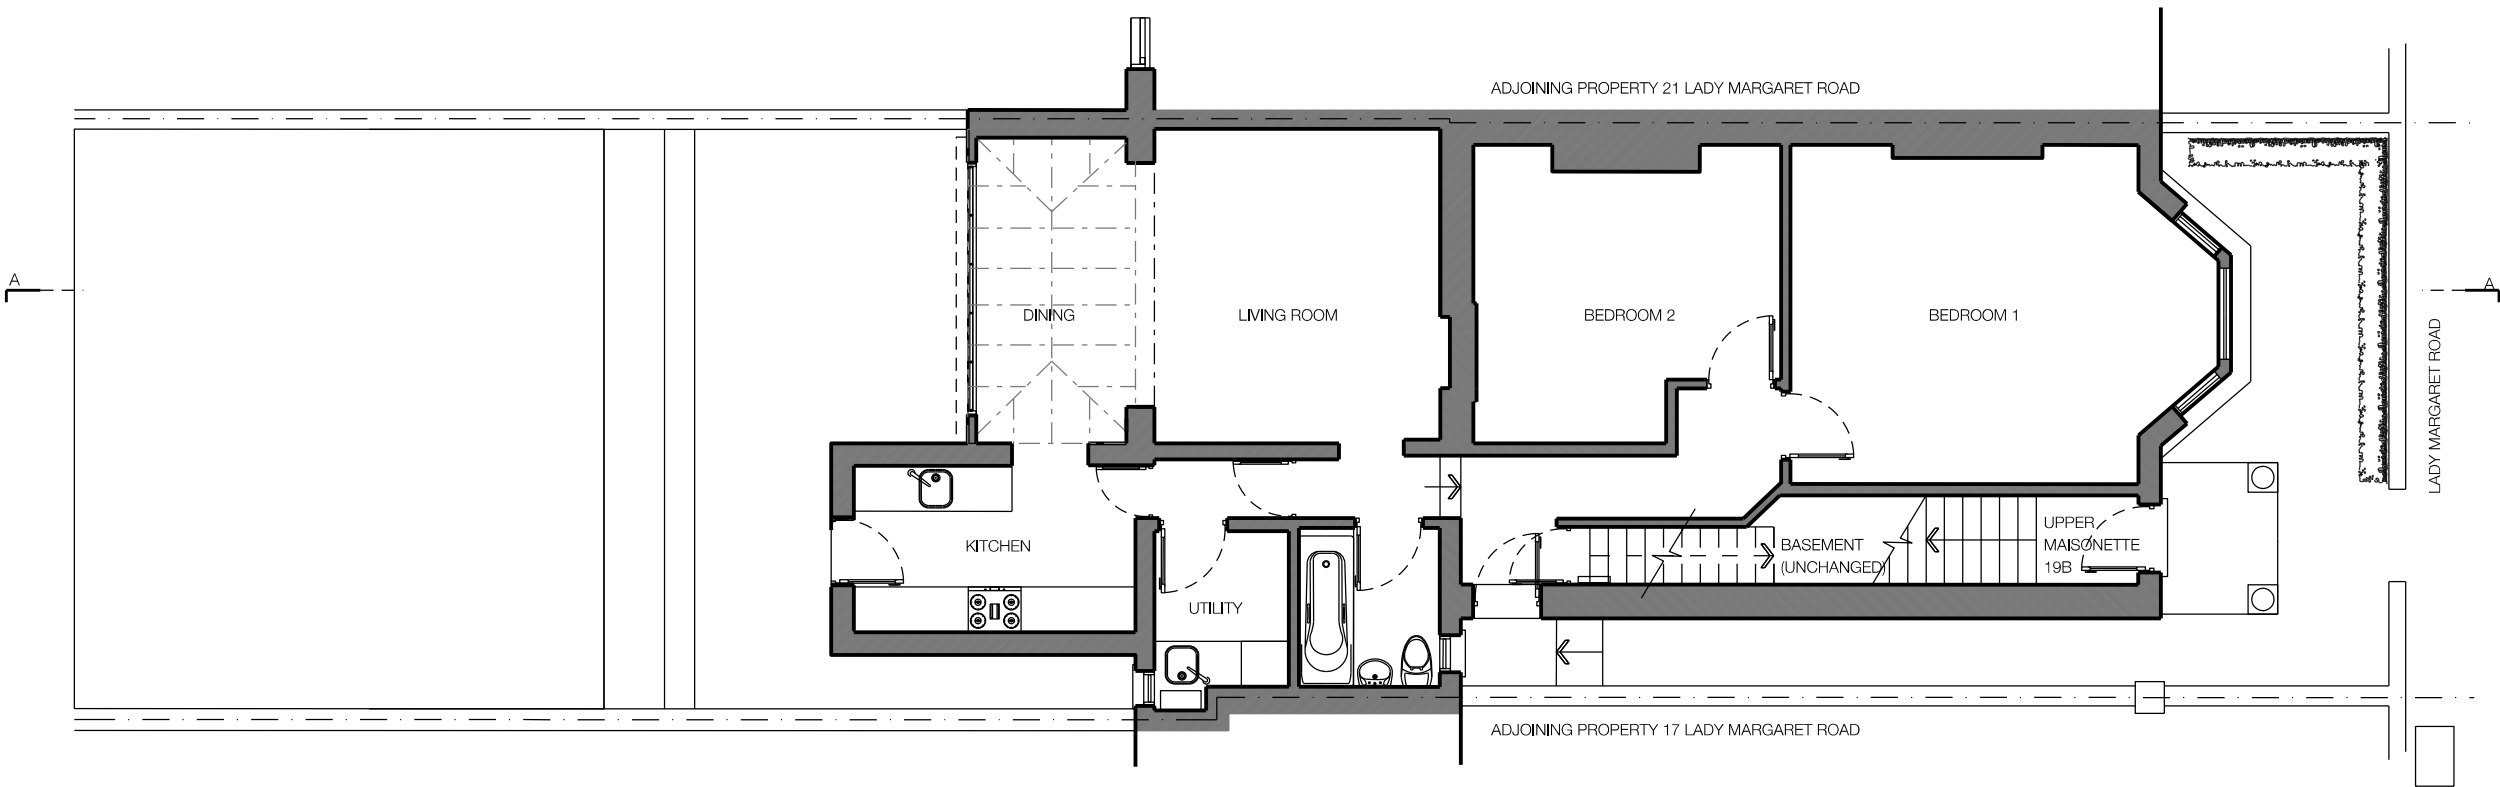 ADJOINING PROPERTY 21 LADY MARGARET ROAD
A
A
DINING
LIVING ROOM
BEDROOM 2
BEDROOM 1
LADY MARGARET ROAD
KITCHEN
UTILITY
BASEMENT
(UNCHANGED)
UPPER
MAISONETTE
19B
ADJOINING PROPERTY 17 LADY MARGARET ROAD